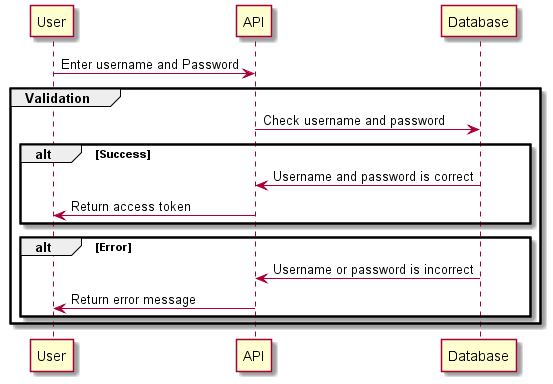 User API Database
Enter username and Password
Validation
Check username and password
alt [Success]
Username and password is correct
Return access token
alt [Error]
Username or password is incorrect
Return error message
User API Database